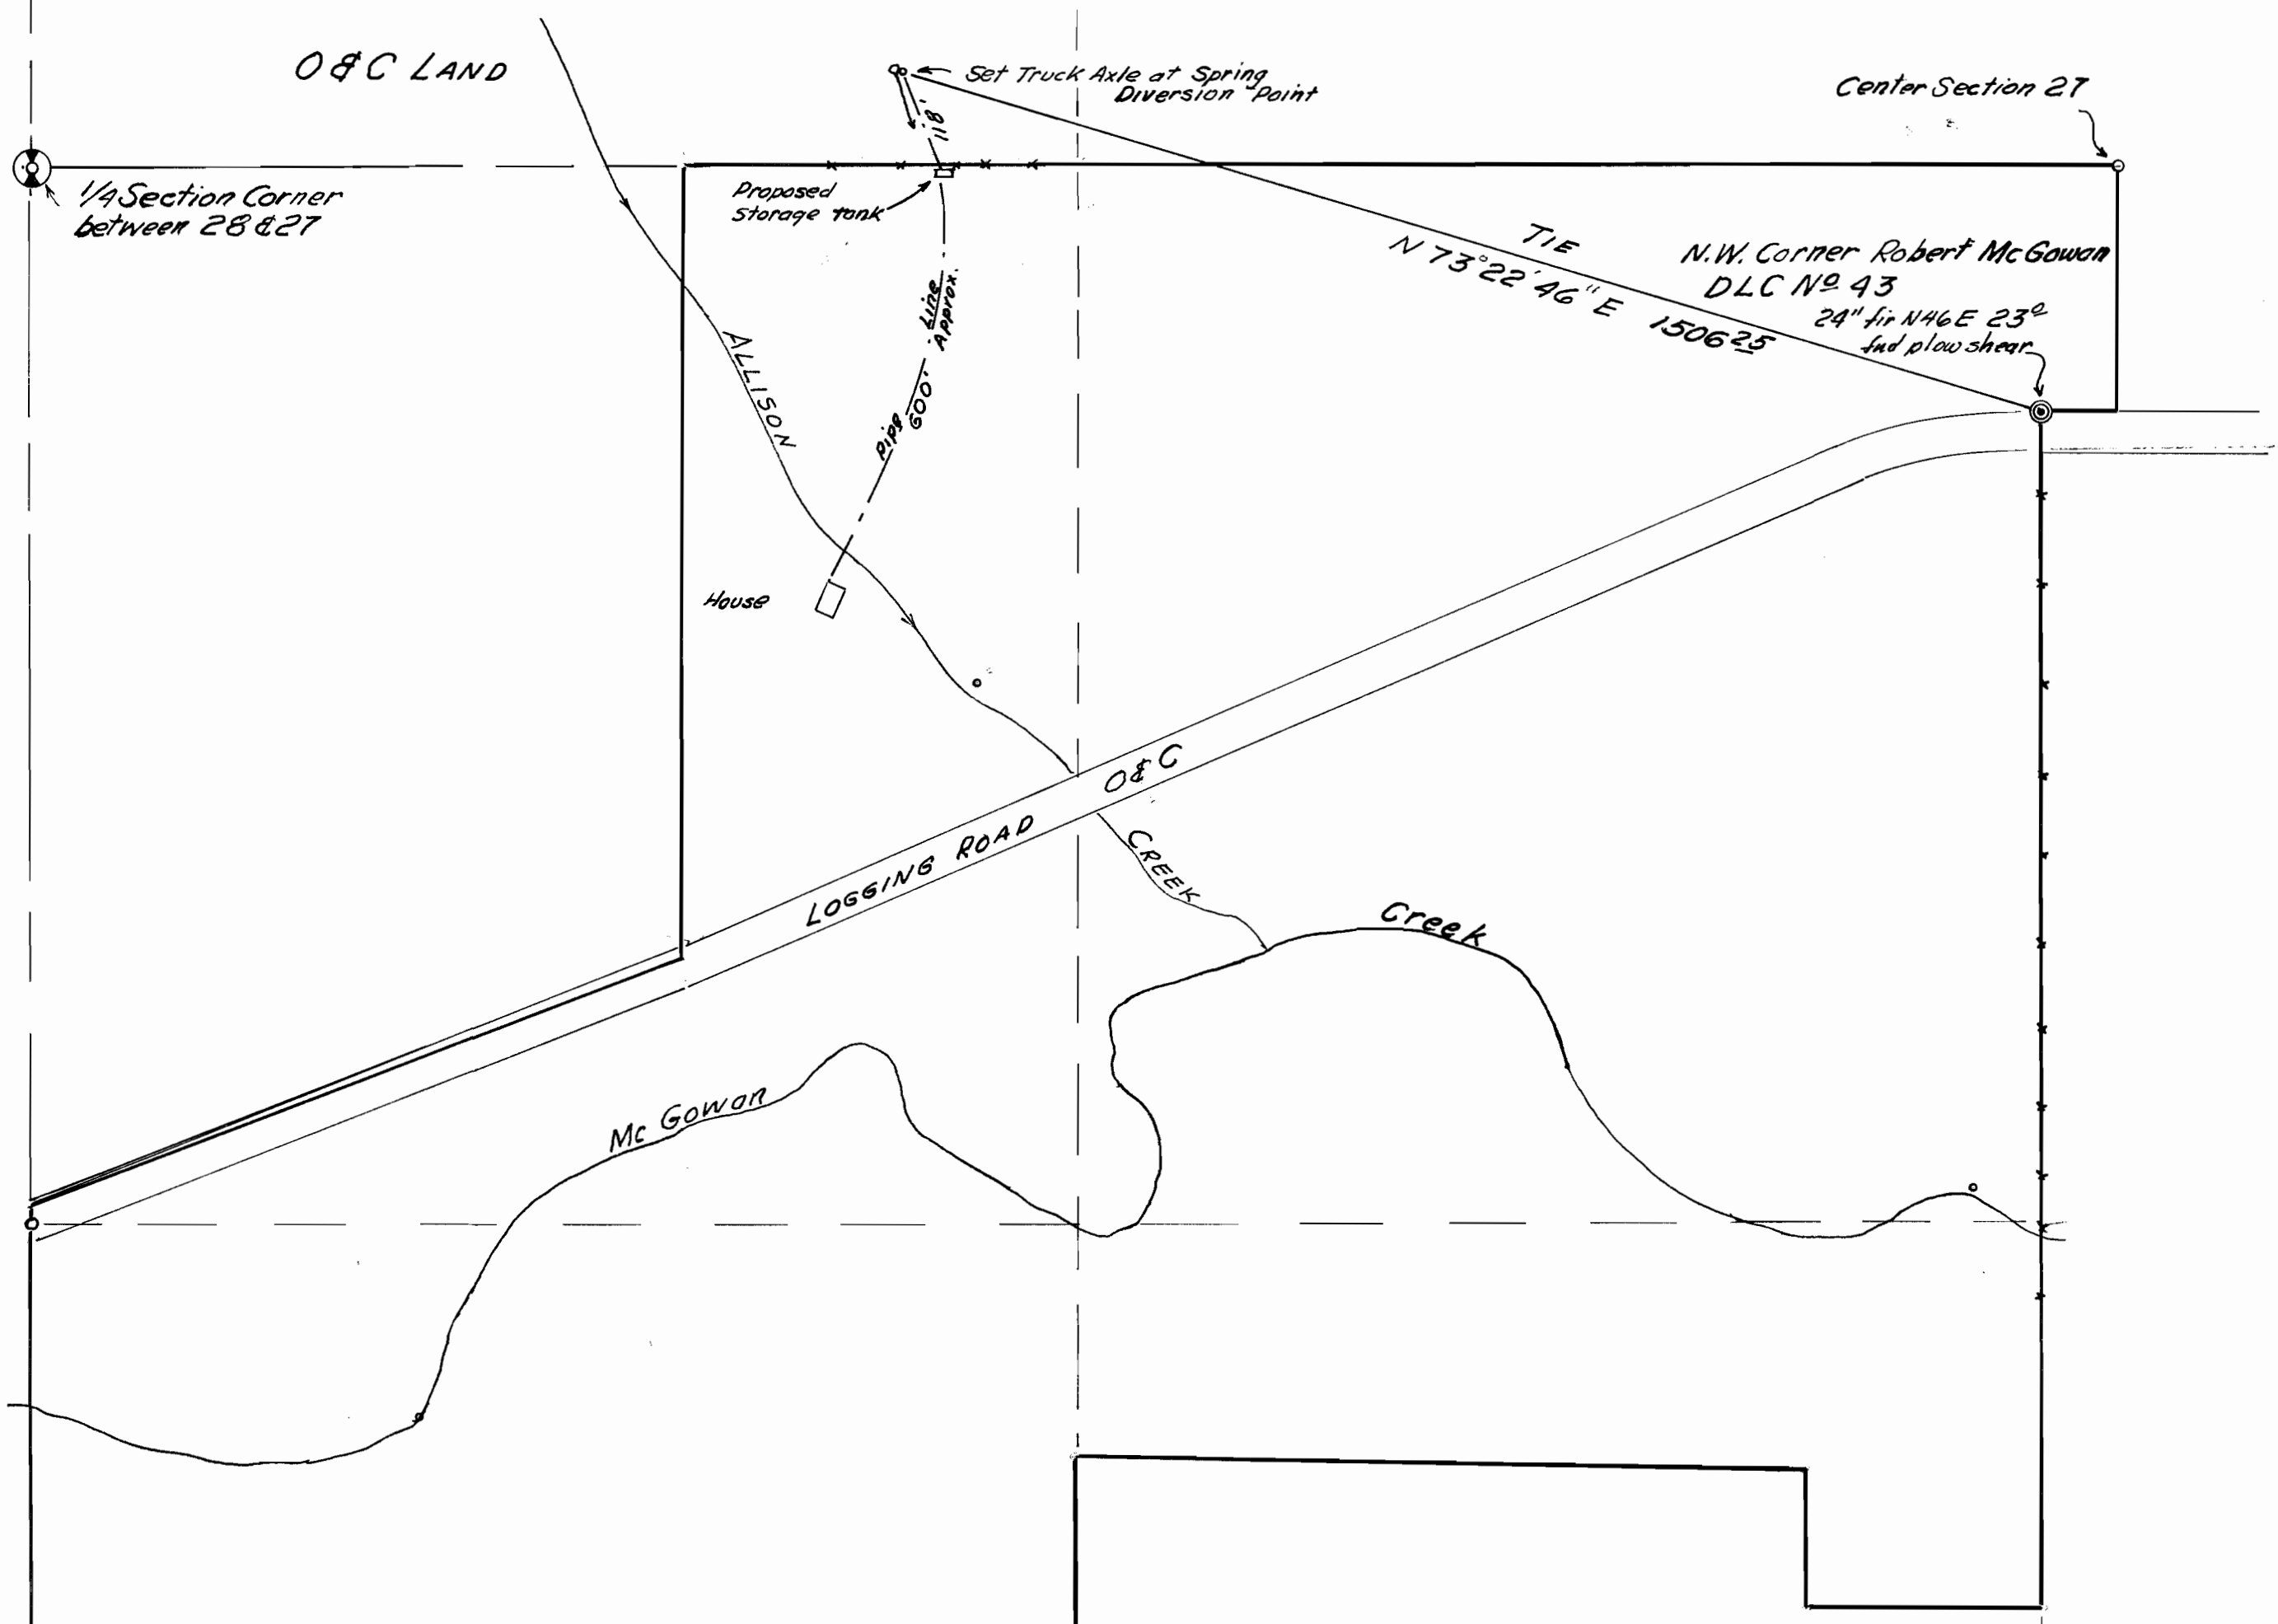 O&C LAND
Set Truck Axle at Spring
Diversion Point
Center Section 27
118'
1/4 Section Corner
between 28 & 27
Proposed
Storage tank
TIE
N 73° 22' 46" E 1506 25
N.W. Corner Robert McGowan
DLC Nº 43
24" fir N46E 23º
fnd plow shear
Pipe Line
600' Approx.
ALLISON
House
O&C
LOGGING ROAD
CREEK
Creek
Mc Gowan